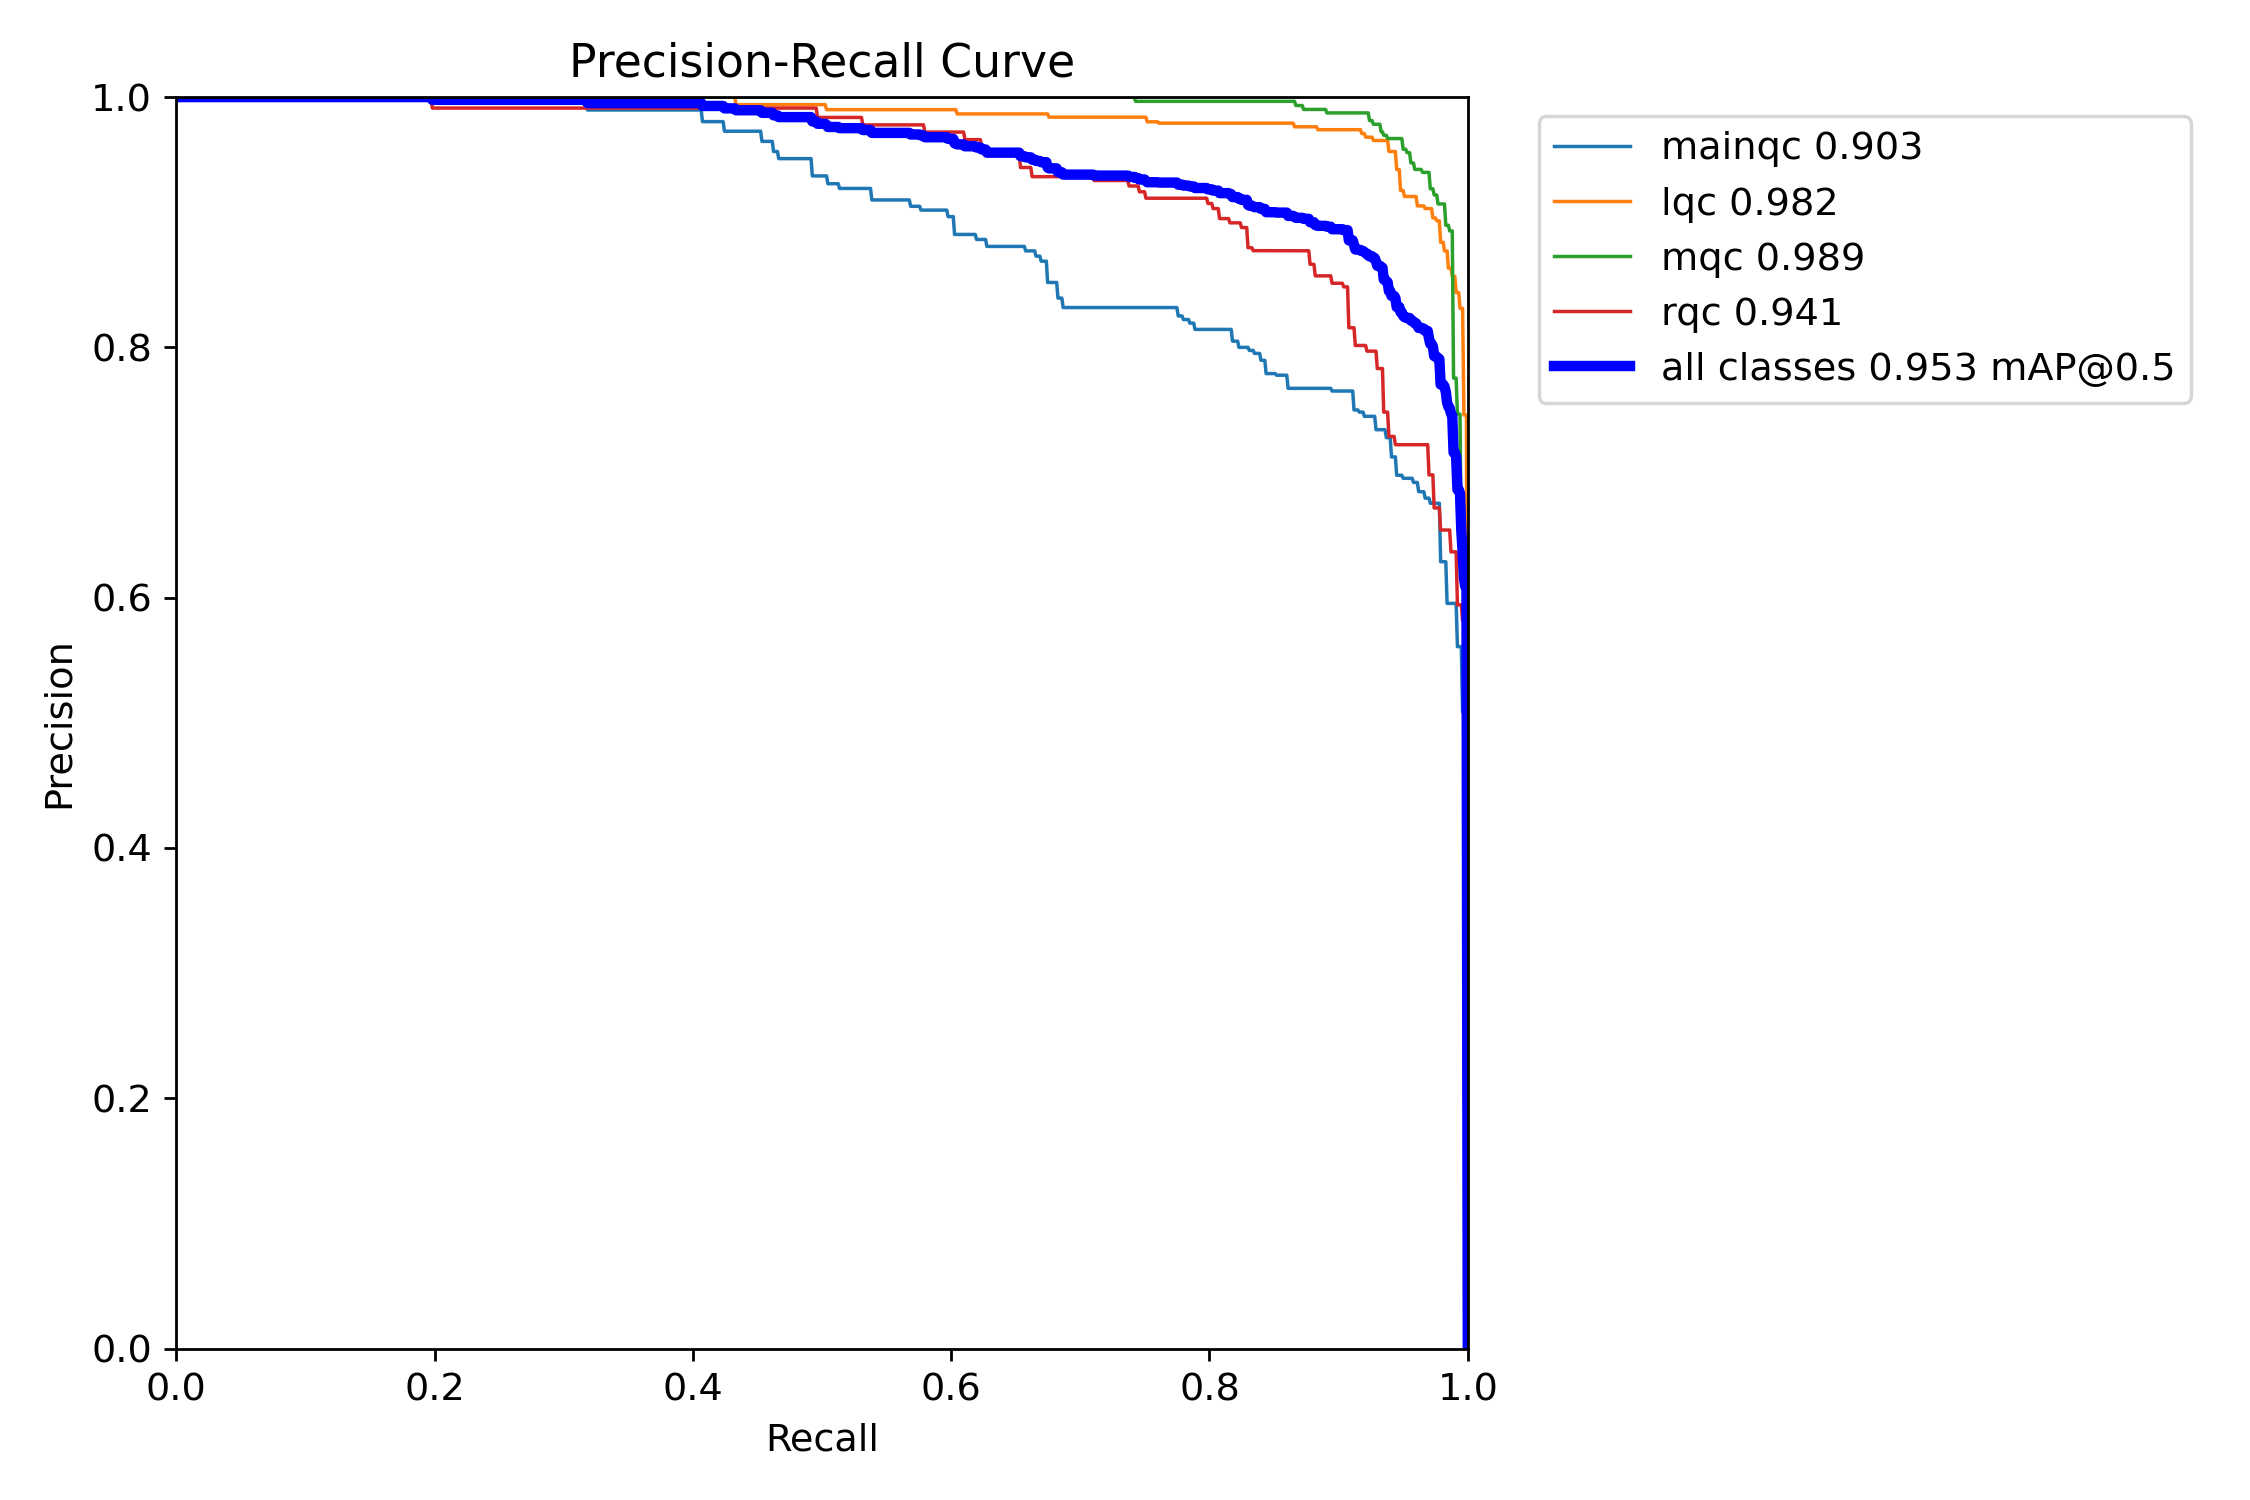 Precision-Recall Curve
1.0
0.8
0.6
0.4
0.2
0.0
Precision
0.0 0.2 0.4 0.6 0.8 1.0
Recall
mainqc 0.903
lqc 0.982
mqc 0.989
rqc 0.941
all classes 0.953 mAP@0.5